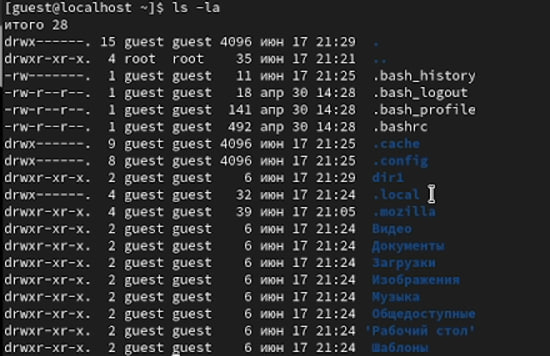 [guest@localhost ~]$ ls -la
итого 28
drwx------. 15 guest guest 4096 июн 17 21:29 .
drwxr-xr-x. 4 root root 35 июн 17 21:21 ..
-rw-------. 1 guest guest 11 июн 17 21:25 .bash_history
-rw-r--r--. 1 guest guest 18 апр 30 14:28 .bash_logout
-rw-r--r--. 1 guest guest 141 апр 30 14:28 .bash_profile
-rw-r--r--. 1 guest guest 492 апр 30 14:28 .bashrc
drwx------. 9 guest guest 4096 июн 17 21:25 .cache
drwx------. 8 guest guest 4096 июн 17 21:25 .config
drwxr-xr-x. 2 guest guest 6 июн 17 21:29 dir1
drwx------. 4 guest guest 32 июн 17 21:24 .local
drwxr-xr-x. 4 guest guest 39 июн 17 21:05 .mozilla
drwxr-xr-x. 2 guest guest 6 июн 17 21:24 Видео
drwxr-xr-x. 2 guest guest 6 июн 17 21:24 Документы
drwxr-xr-x. 2 guest guest 6 июн 17 21:24 Загрузки
drwxr-xr-x. 2 guest guest 6 июн 17 21:24 Изображения
drwxr-xr-x. 2 guest guest 6 июн 17 21:24 Музыка
drwxr-xr-x. 2 guest guest 6 июн 17 21:24 Общедоступные
drwxr-xr-x. 2 guest guest 6 июн 17 21:24 'Рабочий стол'
drwxr-xr-x. 2 guest guest 6 июн 17 21:24 Шаблоны